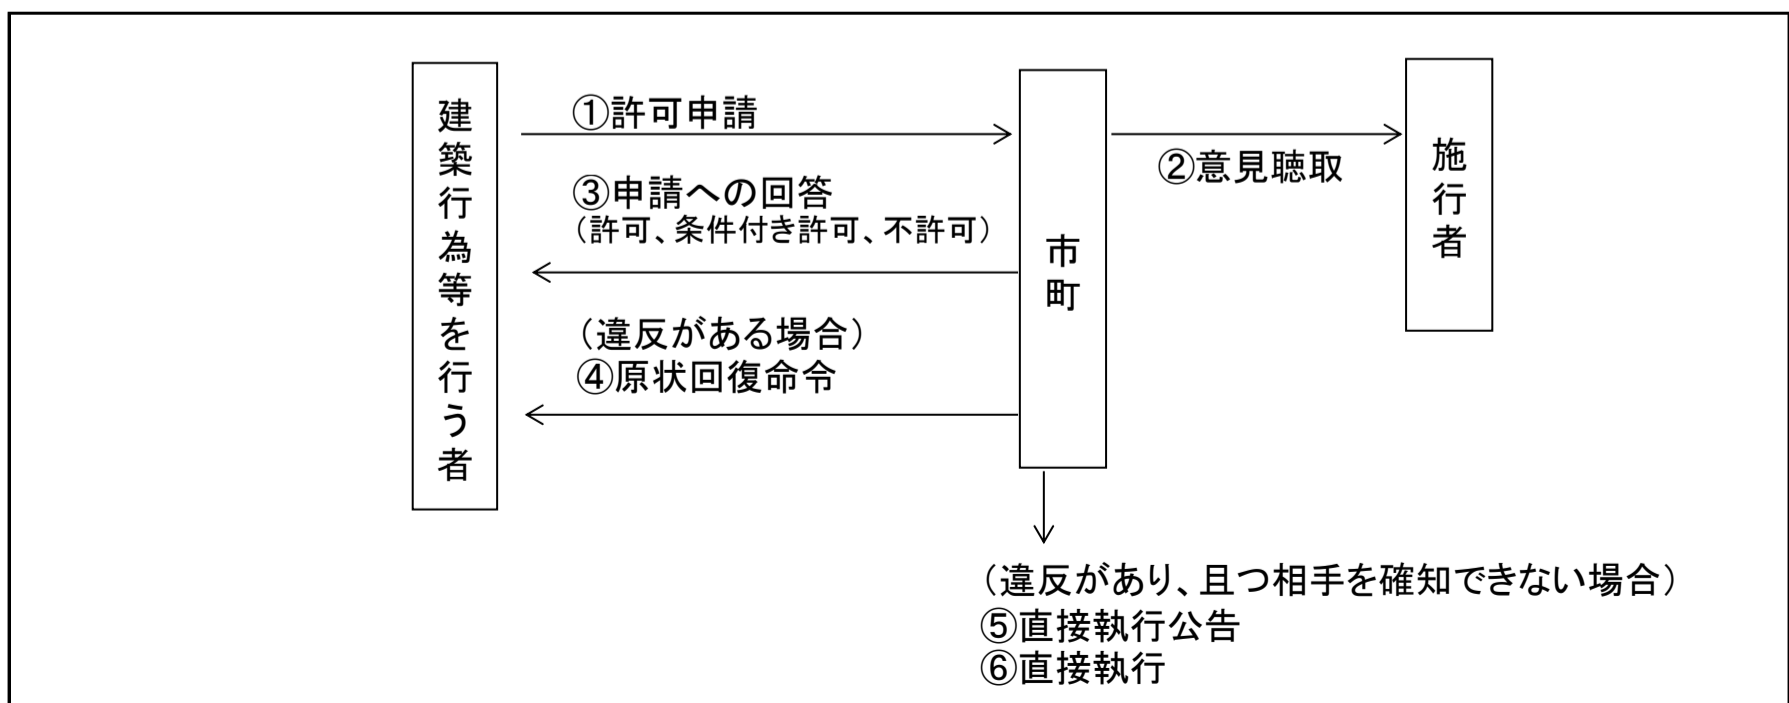 建築行為等を行う者
①許可申請
③申請への回答
(許可、条件付き許可、不許可)
(違反がある場合)
④原状回復命令
市町
②意見聴取
施行者
(違反があり、且つ相手を確知できない場合)
⑤直接執行公告
⑥直接執行